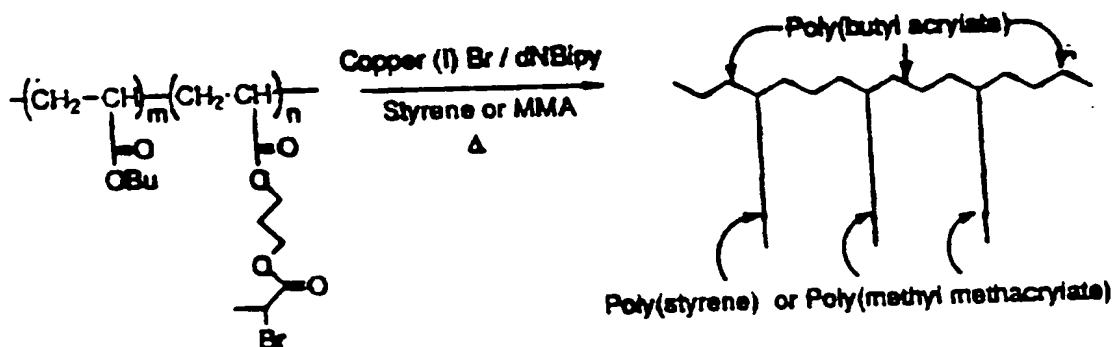 Poly(butyl acrylate)
Copper (I) Br / dNBipy
Styrene or MMA
Δ
-(CH2-CH)m(CH2-CH)n-
=O
=O
OBu
O
O
=O
Br
Poly(styrene) or Poly(methyl methacrylate)